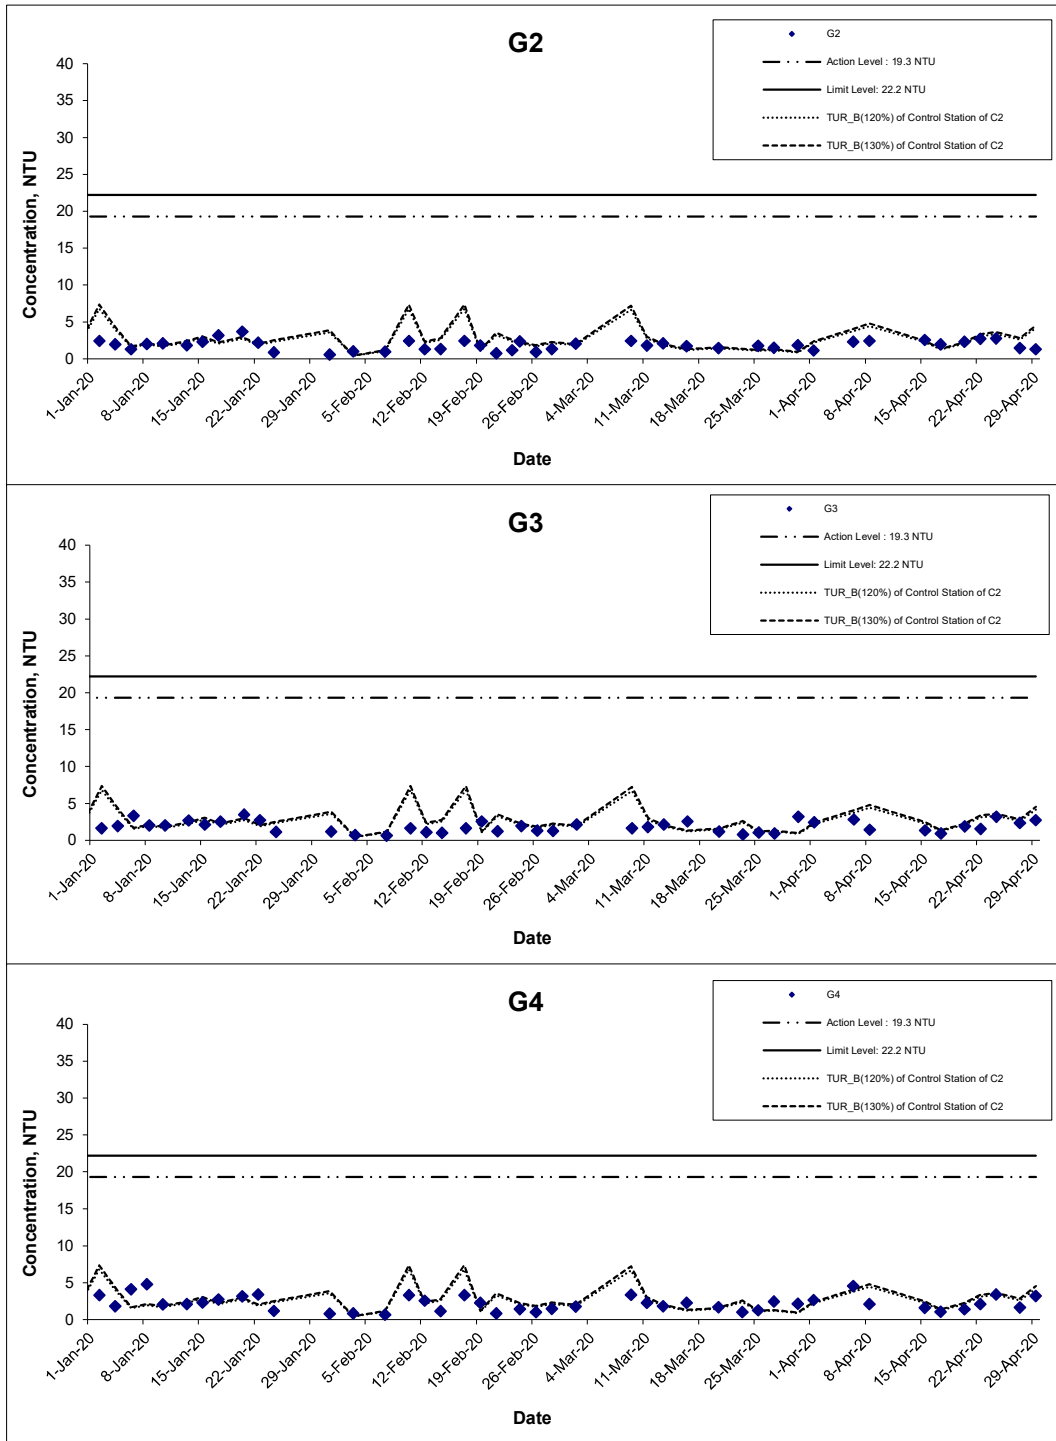 G2
G2
Action Level : 19.3 NTU
Limit Level: 22.2 NTU
TUR_B(120%) of Control Station of C2
TUR_B(130%) of Control Station of C2
Concentration, NTU
40
35
30
25
20
15
10
5
0
1-Jan-20
8-Jan-20
15-Jan-20
22-Jan-20
29-Jan-20
5-Feb-20
12-Feb-20
19-Feb-20
26-Feb-20
4-Mar-20
11-Mar-20
18-Mar-20
25-Mar-20
1-Apr-20
8-Apr-20
15-Apr-20
22-Apr-20
29-Apr-20
Date
G3
G3
Action Level : 19.3 NTU
Limit Level: 22.2 NTU
TUR_B(120%) of Control Station of C2
TUR_B(130%) of Control Station of C2
Concentration, NTU
40
35
30
25
20
15
10
5
0
1-Jan-20
8-Jan-20
15-Jan-20
22-Jan-20
29-Jan-20
5-Feb-20
12-Feb-20
19-Feb-20
26-Feb-20
4-Mar-20
11-Mar-20
18-Mar-20
25-Mar-20
1-Apr-20
8-Apr-20
15-Apr-20
22-Apr-20
29-Apr-20
Date
G4
G4
Action Level : 19.3 NTU
Limit Level: 22.2 NTU
TUR_B(120%) of Control Station of C2
TUR_B(130%) of Control Station of C2
Concentration, NTU
40
35
30
25
20
15
10
5
0
1-Jan-20
8-Jan-20
15-Jan-20
22-Jan-20
29-Jan-20
5-Feb-20
12-Feb-20
19-Feb-20
26-Feb-20
4-Mar-20
11-Mar-20
18-Mar-20
25-Mar-20
1-Apr-20
8-Apr-20
15-Apr-20
22-Apr-20
29-Apr-20
Date